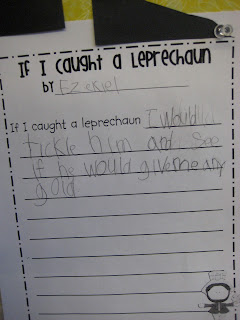 If I Caught A Leprechaun
by Ezekiel
If I caught a leprechaun I would
tickle him and see
if he would give me any
gold